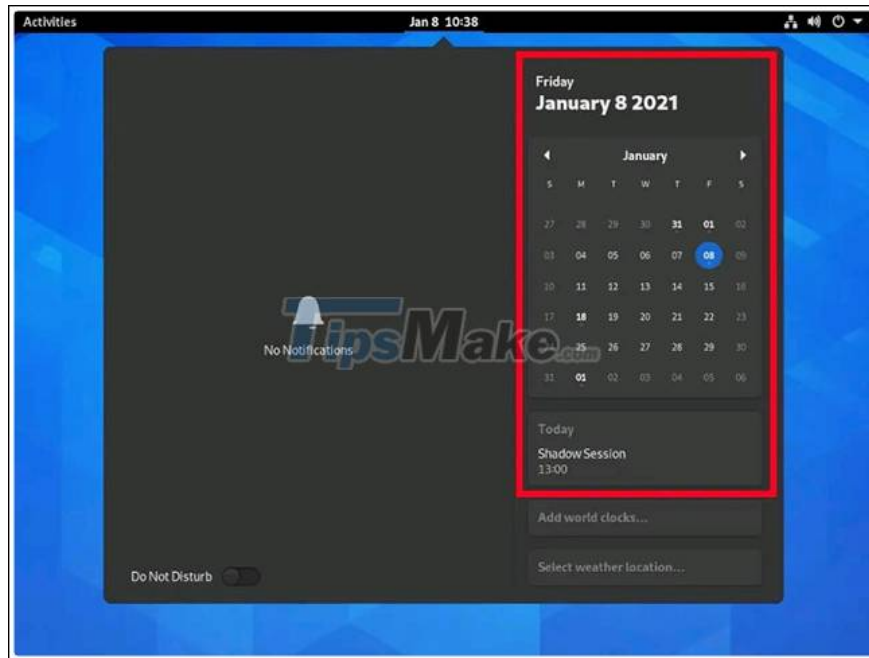 Activities
Jan 8 10:38
Friday
January 8 2021
January
S M T W T F S
27 28 29 30 31 01 02
03 04 05 06 07 08 09
10 11 12 13 14 15 16
17 18 19 20 21 22 23
25 26 27 28 29 30
31 01 02 03 04 05 06
No Notifications
TipsMake.com
Today
Shadow Session
13:00
Add world clocks...
Select weather location...
Do Not Disturb